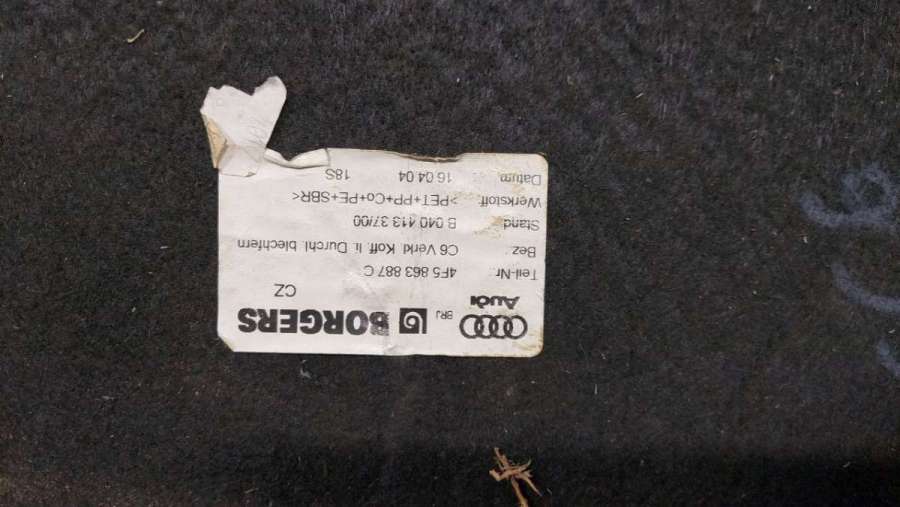 Audi BRJ BORGERS
CZ
Teil-Nr.: 4F5 863 887 C
Bez.: C6 Verkl. Koff. li. Durchl. blechfern
Stand: B 040 413 37/00
Werkstoff: >PET+PP+Co+PE+SBR<
Datum: 16 04 04 18S